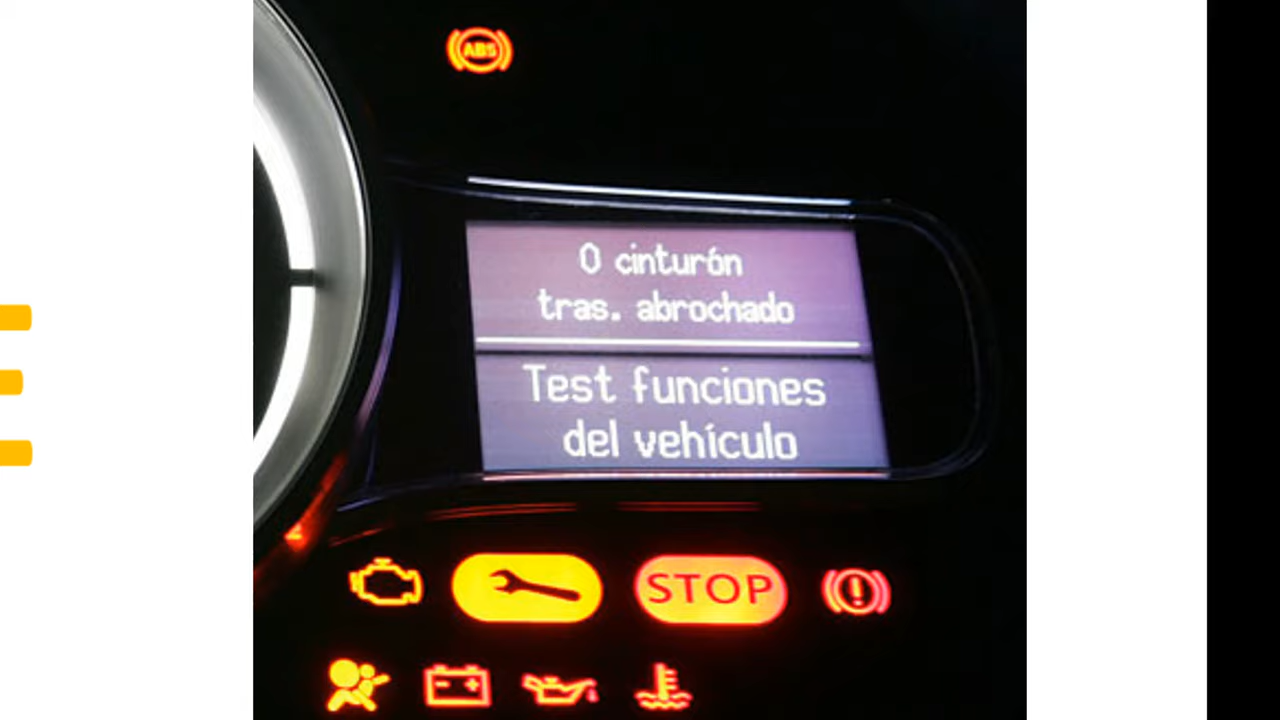 ABS
0 cinturón
tras. abrochado
Test funciones
del vehículo
STOP